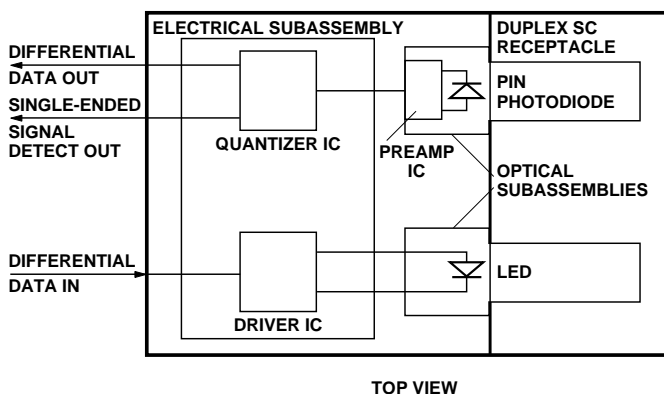 ELECTRICAL SUBASSEMBLY
DUPLEX SC
RECEPTACLE
DIFFERENTIAL
DATA OUT
SINGLE-ENDED
SIGNAL
DETECT OUT
QUANTIZER IC
PREAMP
IC
PIN
PHOTODIODE
OPTICAL
SUBASSEMBLIES
DIFFERENTIAL
DATA IN
DRIVER IC
LED
TOP VIEW